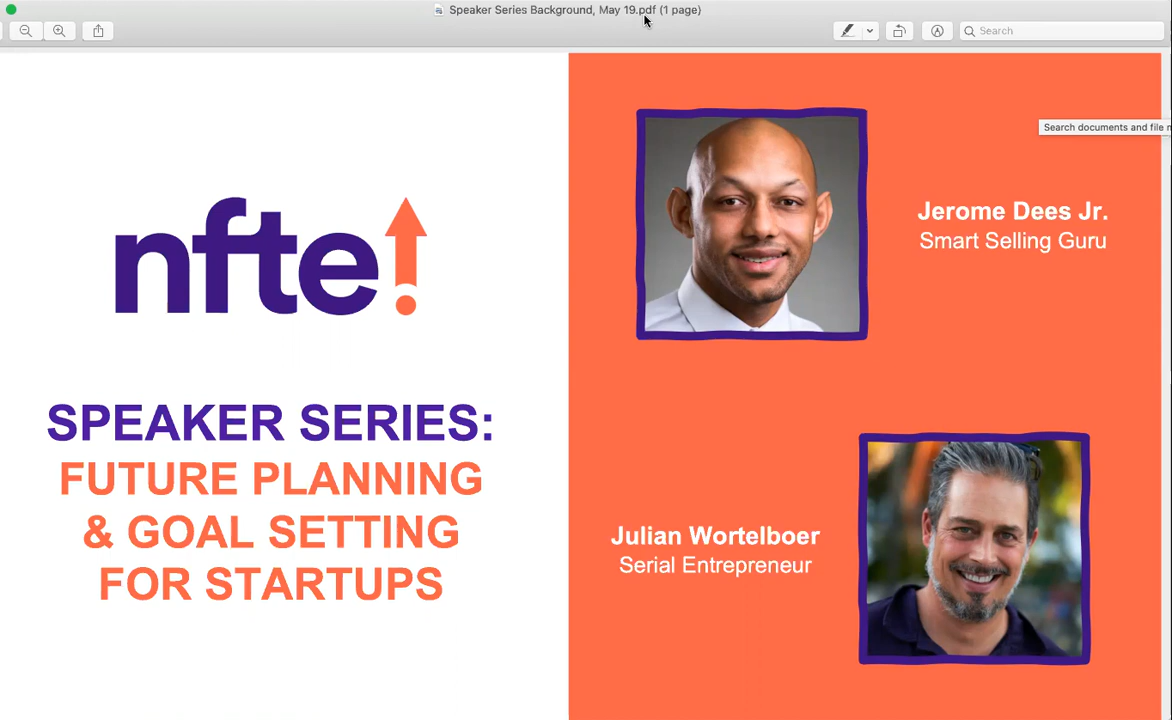 Speaker Series Background, May 19.pdf (1 page)
Search
Search documents and file n
nfte!
SPEAKER SERIES:
FUTURE PLANNING
& GOAL SETTING
FOR STARTUPS
Jerome Dees Jr.
Smart Selling Guru
Julian Wortelboer
Serial Entrepreneur